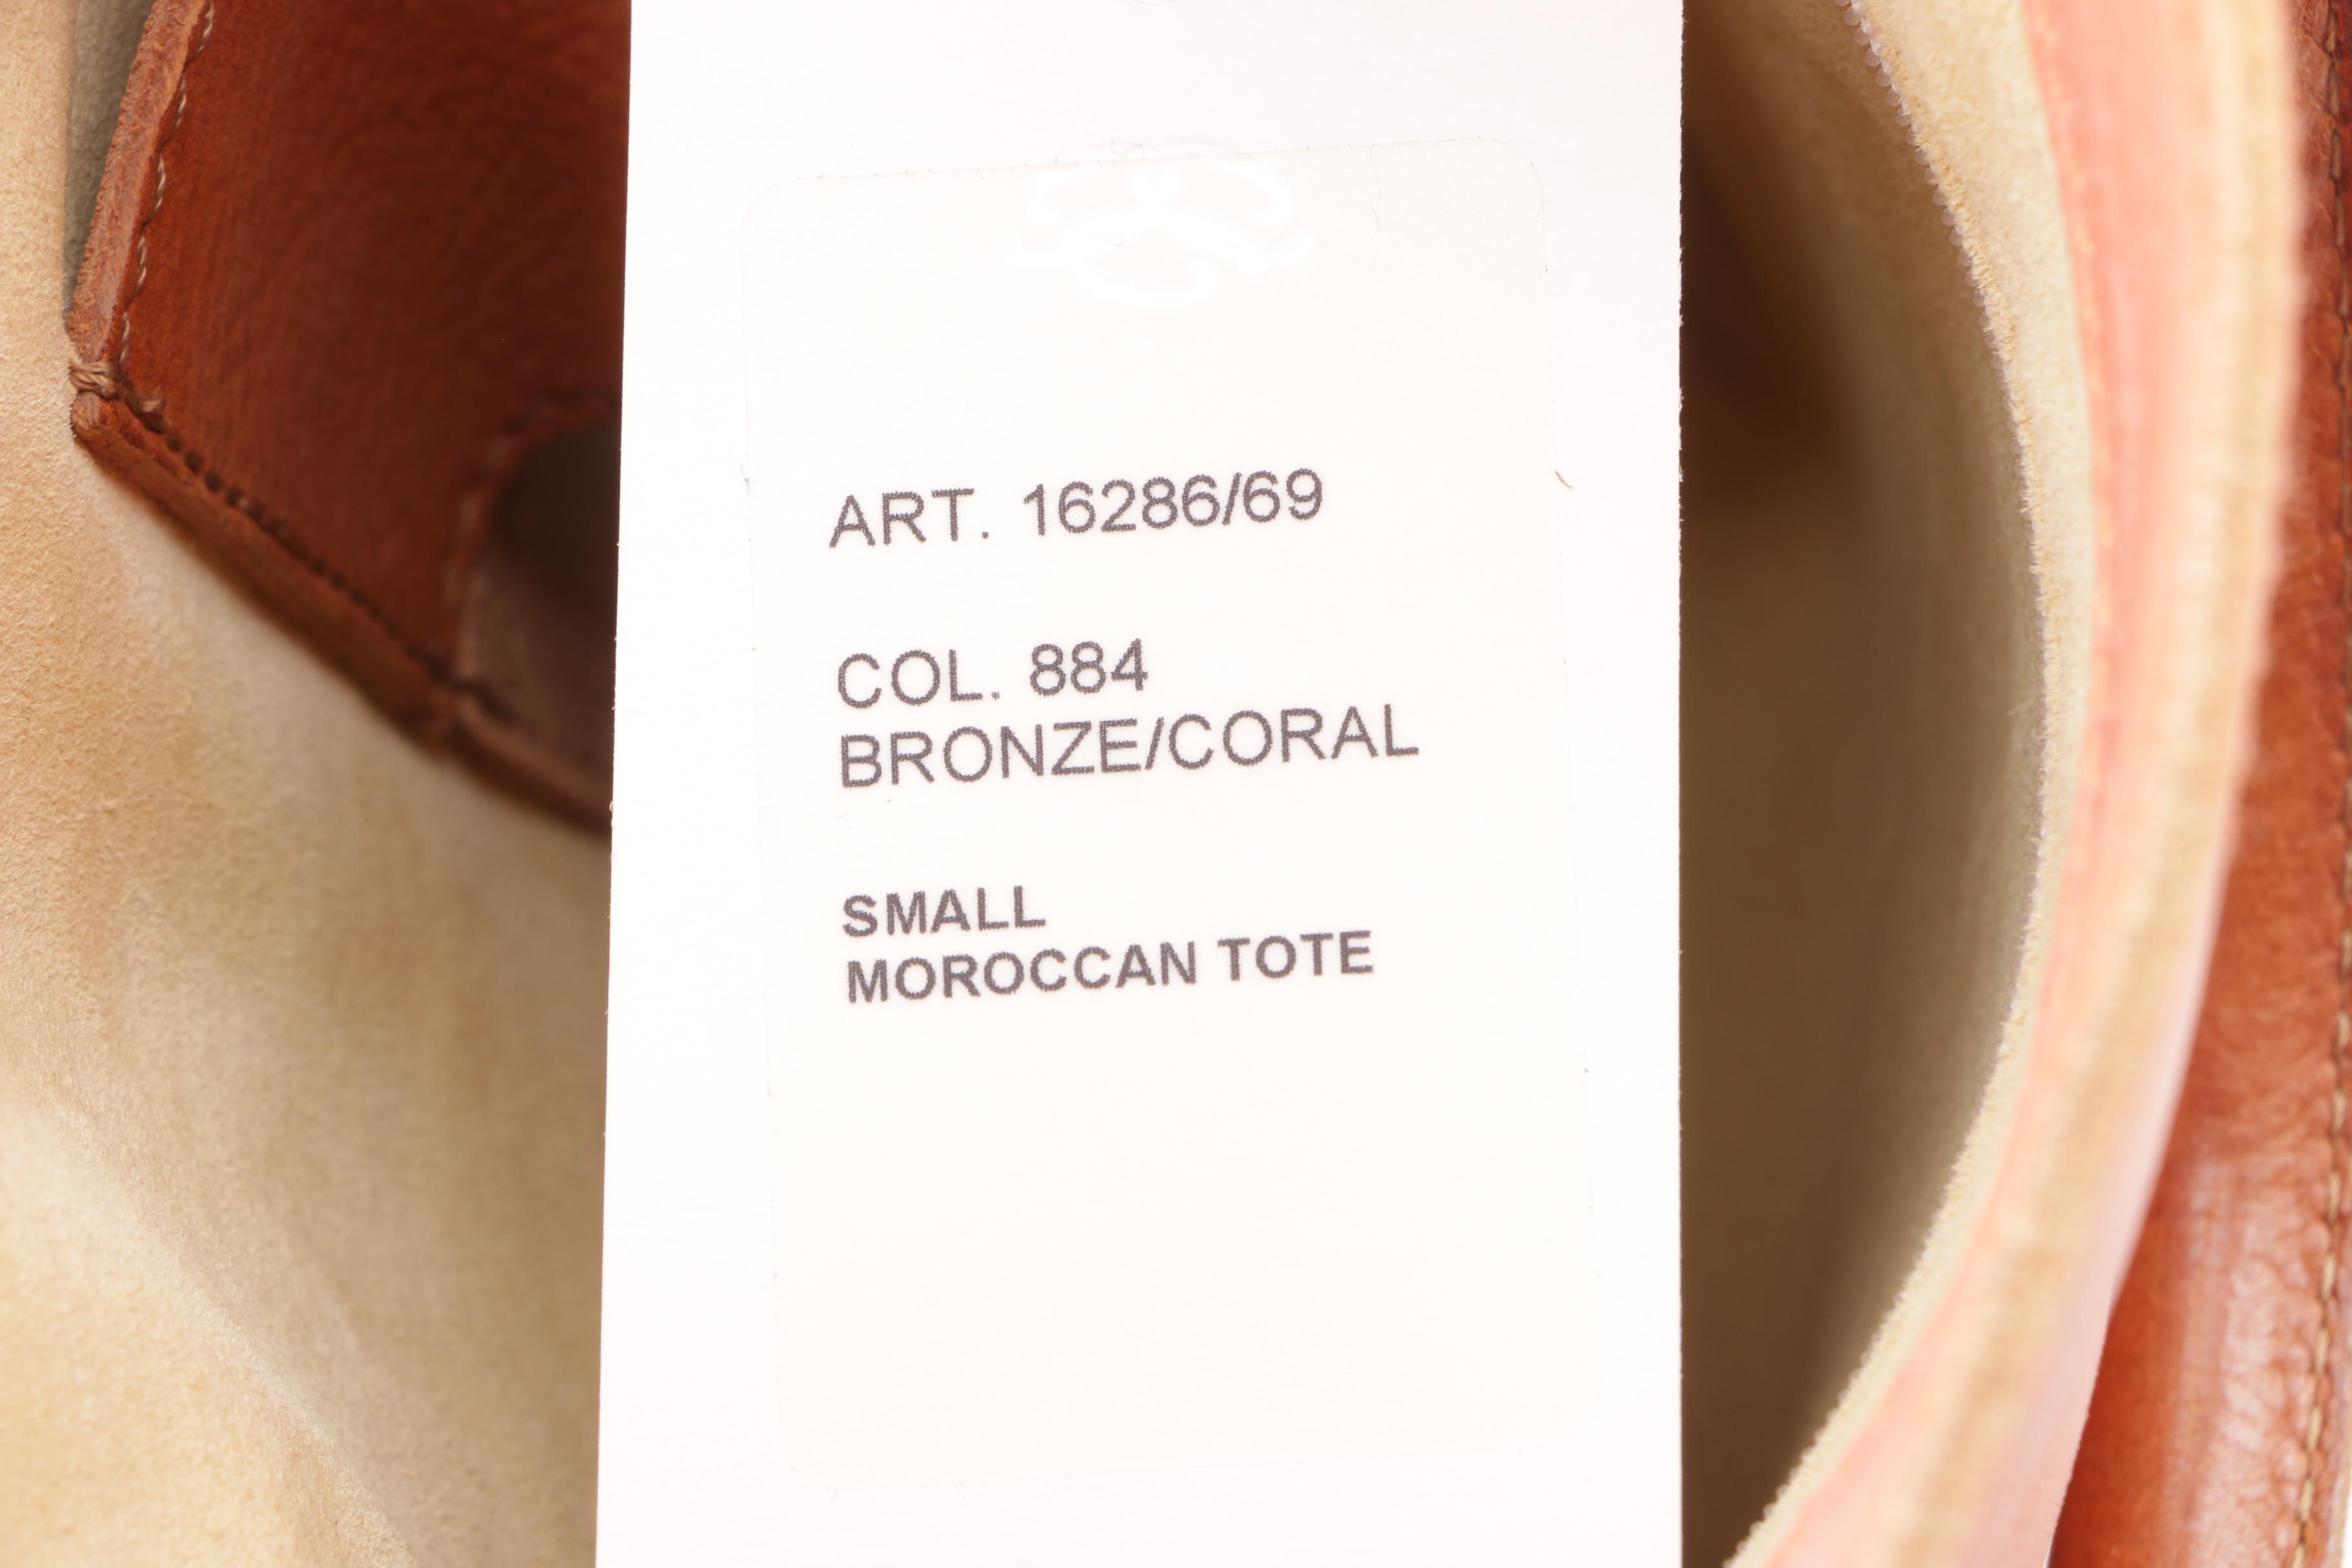 ART. 16286/69
COL. 884
BRONZE/CORAL
SMALL
MOROCCAN TOTE